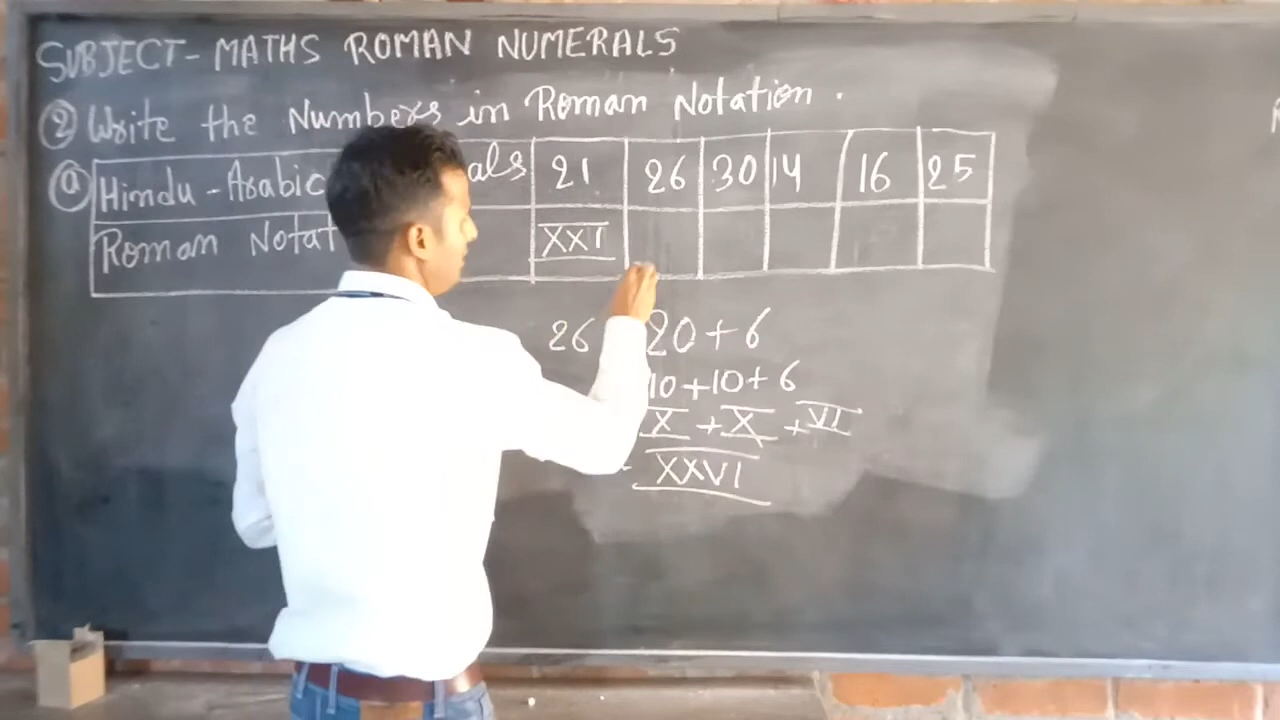 SUBJECT - MATHS ROMAN NUMERALS
② Write the Numbers in Roman Notation .
ⓐ Hindu - Arabic als 21 26 30 14 16 25
Roman Notat XXI
26 20 + 6
10 + 10 + 6
X + X + VI
XXVI